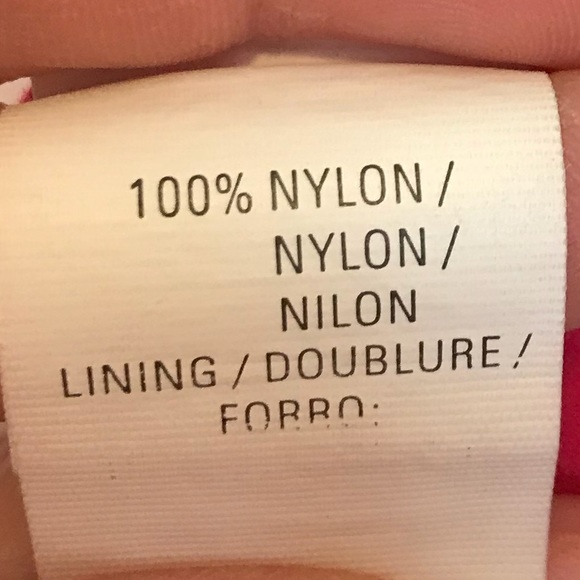 100% NYLON /
NYLON /
NILON
LINING / DOUBLURE /
FORRO: